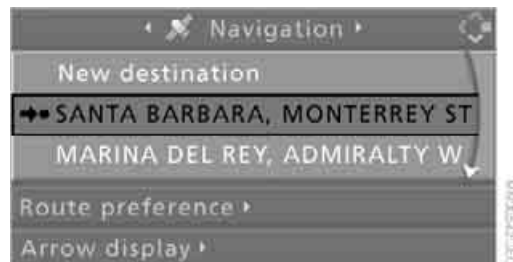 Navigation
New destination
SANTA BARBARA, MONTERREY ST
MARINA DEL REY, ADMIRALTY W
Route preference
Arrow display